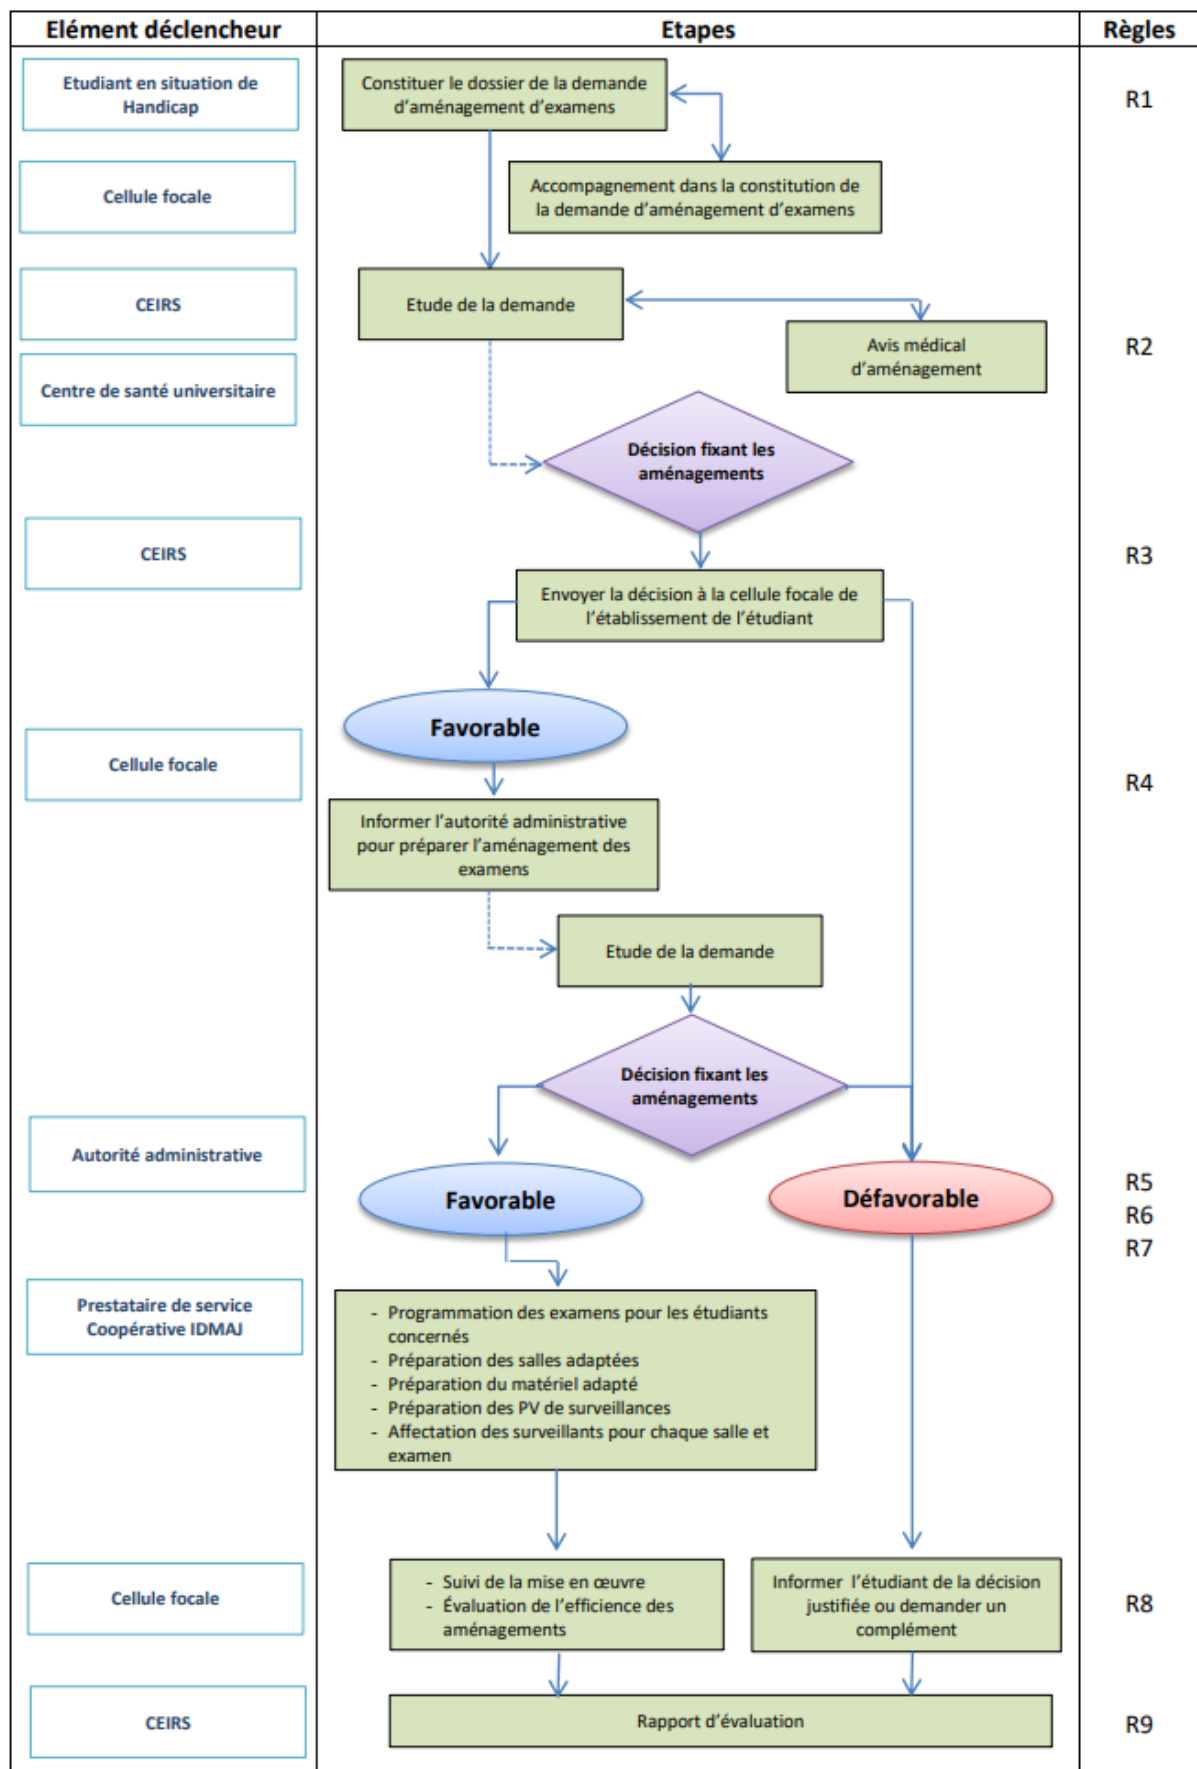 Elément déclencheur
Etapes
Règles
Etudiant en situation de
Handicap
Constituer le dossier de la demande
d'aménagement d'examens
R1
Cellule focale
Accompagnement dans la constitution de
la demande d'aménagement d'examens
CEIRS
Etude de la demande
Avis médical
d'aménagement
R2
Centre de santé universitaire
Décision fixant les
aménagements
CEIRS
R3
Envoyer la décision à la cellule focale de
l'établissement de l'étudiant
Favorable
Cellule focale
R4
Informer l'autorité administrative
pour préparer l'aménagement des
examens
Etude de la demande
Décision fixant les
aménagements
Autorité administrative
Favorable
Défavorable
R5
R6
R7
Prestataire de service
Coopérative IDMAJ
- Programmation des examens pour les étudiants
concernés
- Préparation des salles adaptées
- Préparation du matériel adapté
- Préparation des PV de surveillances
- Affectation des surveillants pour chaque salle et
examen
Cellule focale
- Suivi de la mise en œuvre
- Évaluation de l'efficience des
aménagements
Informer l'étudiant de la décision
justifiée ou demander un
complément
R8
CEIRS
Rapport d'évaluation
R9